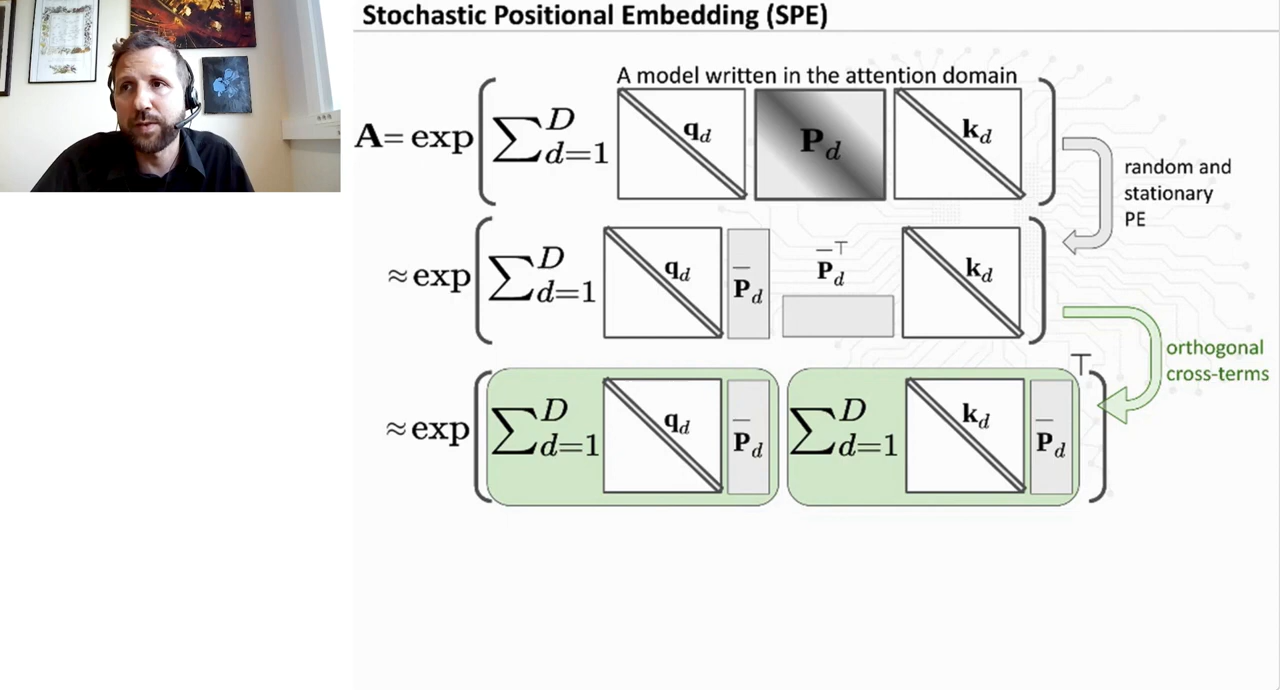 Stochastic Positional Embedding (SPE)
A model written in the attention domain
A= exp ( ∑_{d=1}^{D} q_d P_d k_d )
random and
stationary
PE
≈exp ( ∑_{d=1}^{D} q_d P̅_d P̅_d^⊤ k_d )
orthogonal
cross-terms
≈exp ( ∑_{d=1}^{D} q_d P̅_d ∑_{d=1}^{D} k_d P̅_d ^⊤ )